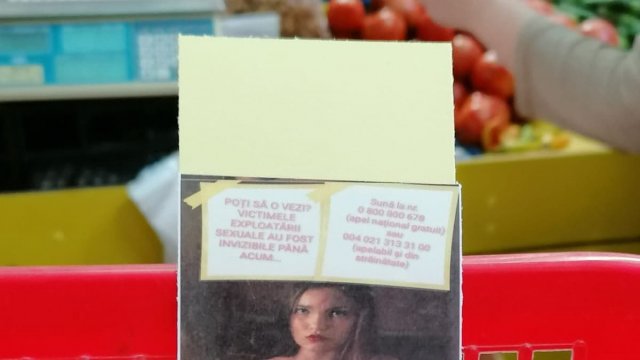 POȚI SĂ O VEZI?
VICTIMELE
EXPLOATĂRII
SEXUALE AU FOST
INVIZIBILE PÂNĂ
ACUM...
Sună la nr.
0 800 800 678
(apel național gratuit)
sau
004 021 313 31 00
(apelabil și din
străinătate)